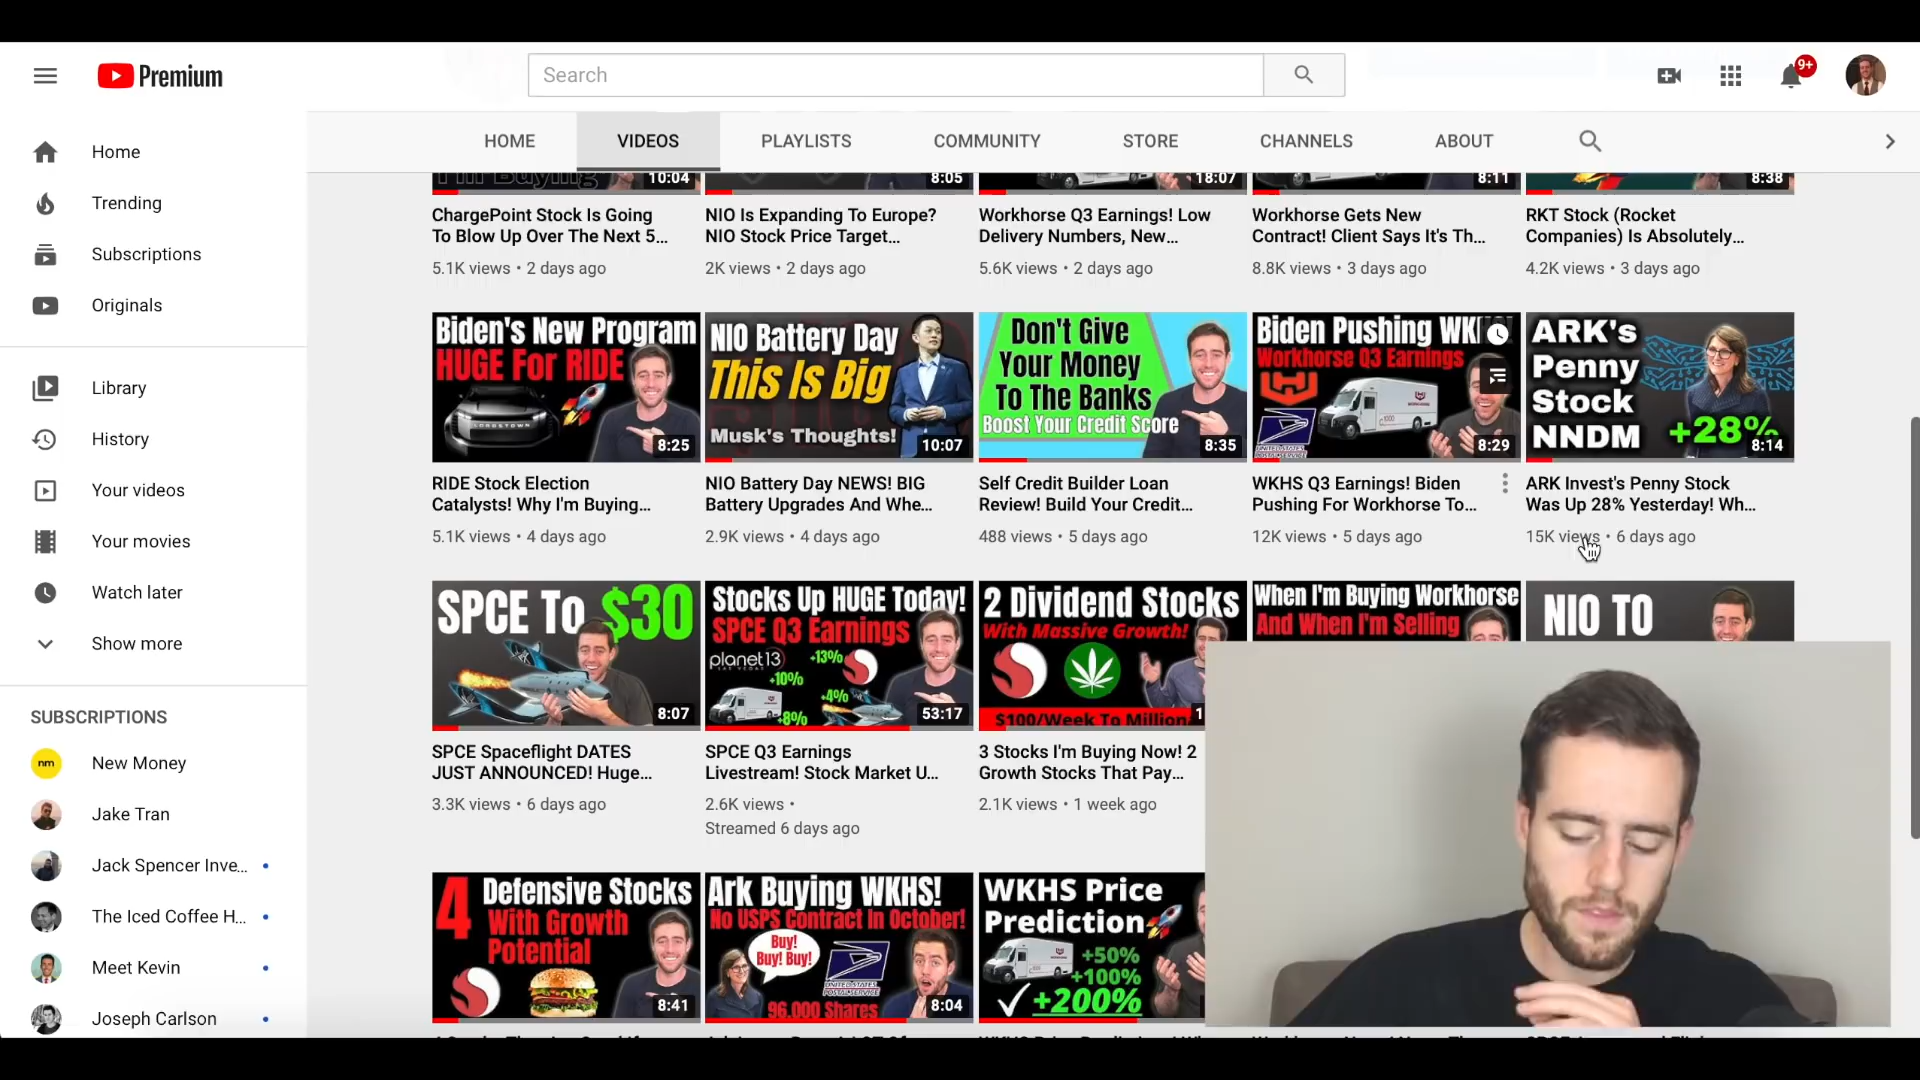 Premium
Search
9+
Home
Trending
Subscriptions
Originals
Library
History
Your videos
Your movies
Watch later
Show more
SUBSCRIPTIONS
nm
New Money
Jake Tran
Jack Spencer Inve...
The Iced Coffee H...
Meet Kevin
Joseph Carlson
HOME
VIDEOS
PLAYLISTS
COMMUNITY
STORE
CHANNELS
ABOUT
I'm Buying
10:04
8:05
18:07
8:11
8:38
ChargePoint Stock Is Going
To Blow Up Over The Next 5...
5.1K views • 2 days ago
NIO Is Expanding To Europe?
NIO Stock Price Target...
2K views • 2 days ago
Workhorse Q3 Earnings! Low
Delivery Numbers, New...
5.6K views • 2 days ago
Workhorse Gets New
Contract! Client Says It's Th...
8.8K views • 3 days ago
RKT Stock (Rocket
Companies) Is Absolutely...
4.2K views • 3 days ago
Biden's New Program
HUGE For RIDE
LORDSTOWN
8:25
RIDE Stock Election
Catalysts! Why I'm Buying...
5.1K views • 4 days ago
NIO Battery Day
This Is Big
Musk's Thoughts!
10:07
NIO Battery Day NEWS! BIG
Battery Upgrades And Whe...
2.9K views • 4 days ago
Don't Give
Your Money
To The Banks
Boost Your Credit Score
8:35
Self Credit Builder Loan
Review! Build Your Credit...
488 views • 5 days ago
Biden Pushing WK
Workhorse Q3 Earnings
UNITED STATES
POSTAL SERVICE
8:29
WKHS Q3 Earnings! Biden
Pushing For Workhorse To...
12K views • 5 days ago
ARK's
Penny
Stock
NNDM
+28%
8:14
ARK Invest's Penny Stock
Was Up 28% Yesterday! Wh...
15K views • 6 days ago
SPCE To $30
8:07
SPCE Spaceflight DATES
JUST ANNOUNCED! Huge...
3.3K views • 6 days ago
Stocks Up HUGE Today!
SPCE Q3 Earnings
planet13
+13%
+10%
+4%
+8%
53:17
SPCE Q3 Earnings
Livestream! Stock Market U...
2.6K views •
Streamed 6 days ago
2 Dividend Stocks
With Massive Growth!
$100/Week To Million
1
3 Stocks I'm Buying Now! 2
Growth Stocks That Pay...
2.1K views • 1 week ago
When I'm Buying Workhorse
And When I'm Selling
NIO TO
4 Defensive Stocks
With Growth
Potential
8:41
Ark Buying WKHS!
No USPS Contract In October!
Buy!
Buy! Buy!
UNITED STATES
POSTAL SERVICE
96,000 Shares
8:04
WKHS Price
Prediction
+50%
+100%
+200%